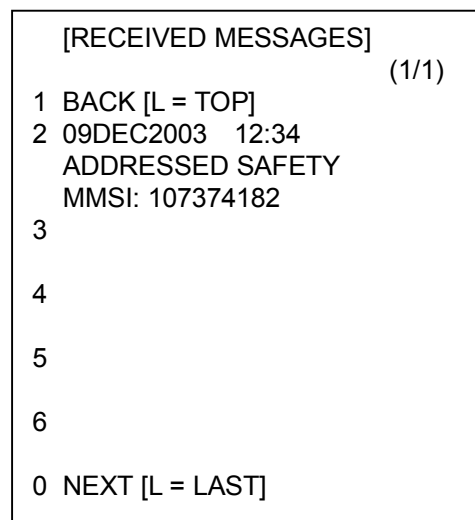 [RECEIVED MESSAGES]
(1/1)
1 BACK [L = TOP]
2 09DEC2003 12:34
ADDRESSED SAFETY
MMSI: 107374182
3
4
5
6
0 NEXT [L = LAST]